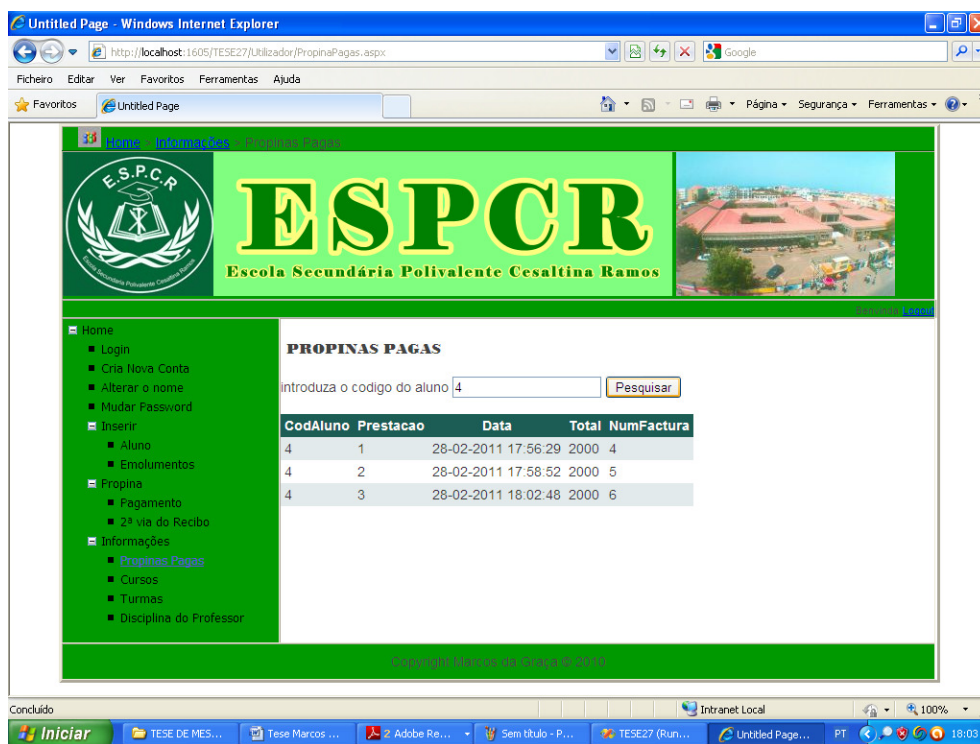 Untitled Page - Windows Internet Explorer
http://localhost:1605/TESE27/Utilizador/PropinaPagas.aspx
Google
Ficheiro Editar Ver Favoritos Ferramentas Ajuda
Favoritos Untitled Page Página Segurança Ferramentas
Home > Informações > Propinas Pagas
E.S.P.C.R
Escola Secundária Polivalente Cesaltina Ramos
ESPCR
Escola Secundária Polivalente Cesaltina Ramos
Logout
Home
Login
Cria Nova Conta
Alterar o nome
Mudar Password
Inserir
Aluno
Emolumentos
Propina
Pagamento
2ª via do Recibo
Informações
Propinas Pagas
Cursos
Turmas
Disciplina do Professor
PROPINAS PAGAS
introduza o codigo do aluno 4 Pesquisar
CodAluno Prestacao Data Total NumFactura
4 1 28-02-2011 17:56:29 2000 4
4 2 28-02-2011 17:58:52 2000 5
4 3 28-02-2011 18:02:48 2000 6
Copyright Marcos da Graça © 2010
Concluído Intranet Local 100%
Iniciar TESE DE MES... Tese Marcos ... 2 Adobe Re... Sem título - P... TESE27 (Run... Untitled Page... PT 18:03